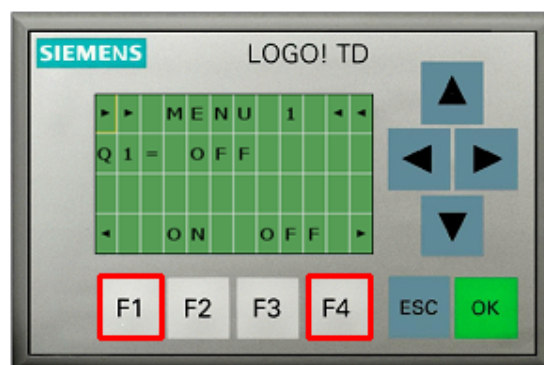 SIEMENS LOGO! TD
►► MENU 1 ◄◄
Q1= OFF
◄ ON OFF ►
F1 F2 F3 F4 ESC OK